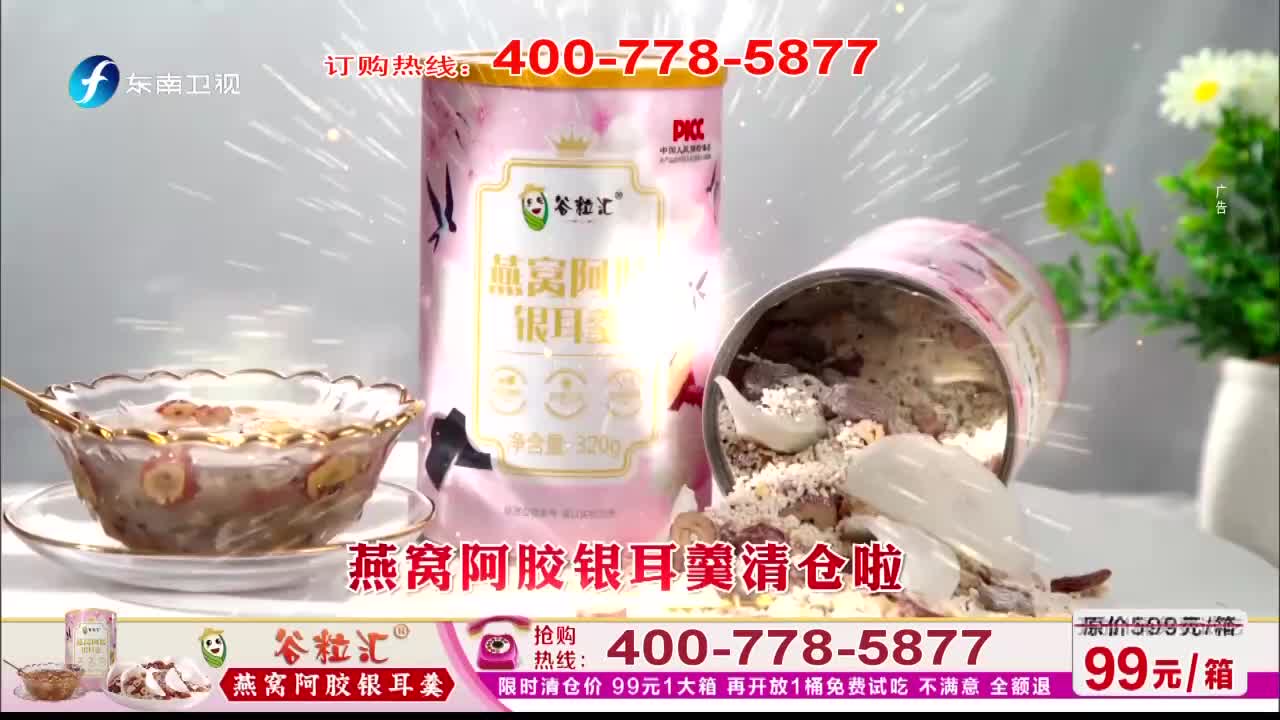 订购热线：400-778-5877
东南卫视
PICC
广告
谷粒汇®
燕窝阿胶
银耳羹
净含量 320g
燕窝阿胶银耳羹清仓啦
谷粒汇®
燕窝阿胶银耳羹
抢购热线：400-778-5877
限时清仓价 99元1大箱 再开放1桶免费试吃 不满意 全额退
原价599元/箱
99元/箱